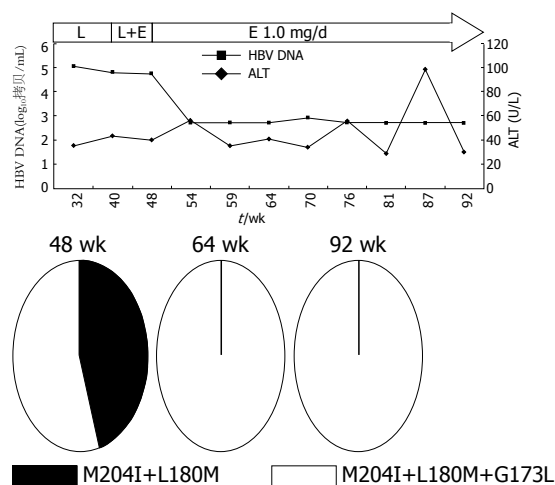 L L+E E 1.0 mg/d
6 120
5 HBV DNA 100
4 ALT 80
3 60
2 40
1 20
0 0
HBV DNA(log₁₀拷贝/mL)
ALT (U/L)
32 40 48 54 59 64 70 76 81 87 92
t/wk
48 wk 64 wk 92 wk
M204I+L180M M204I+L180M+G173L